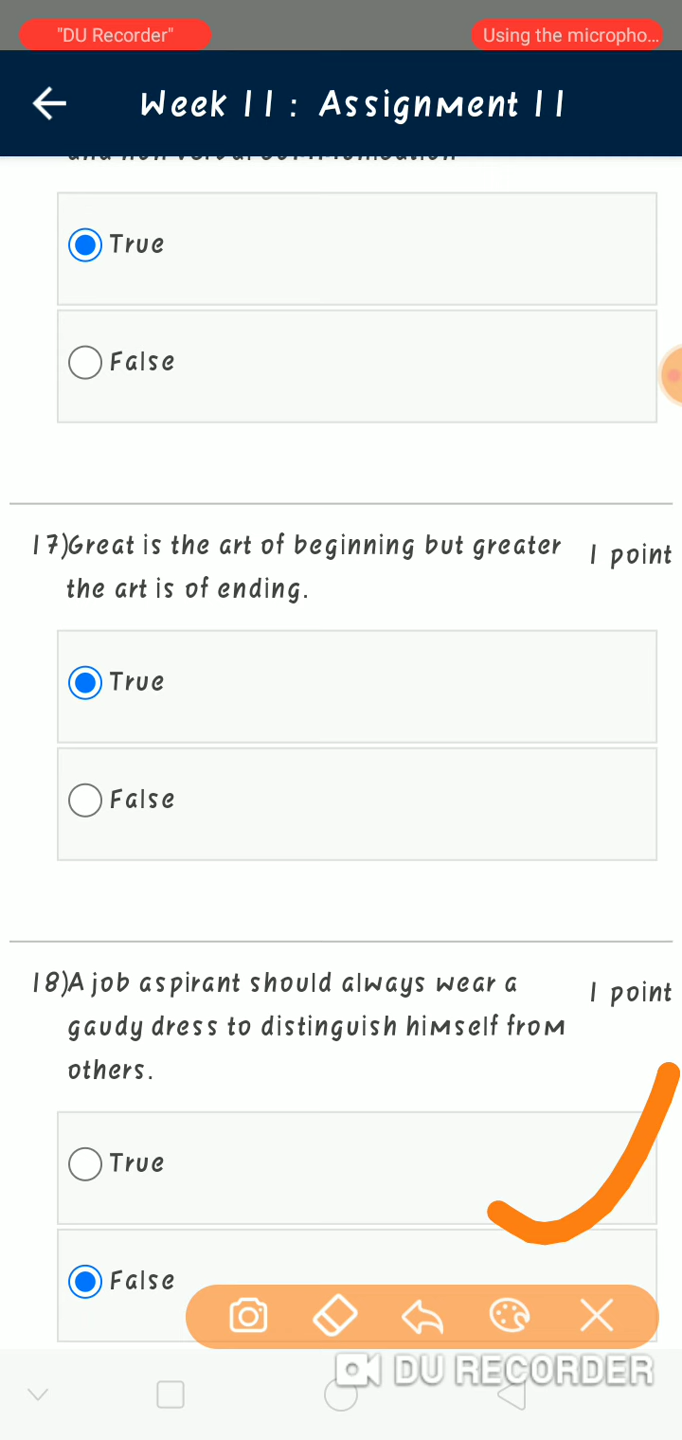 "DU Recorder"
Using the micropho...
Week 11 : Assignment 11
True
False
17)Great is the art of beginning but greater
the art is of ending.
1 point
True
False
18)A job aspirant should always wear a
gaudy dress to distinguish himself from
others.
1 point
True
False
DU RECORDER